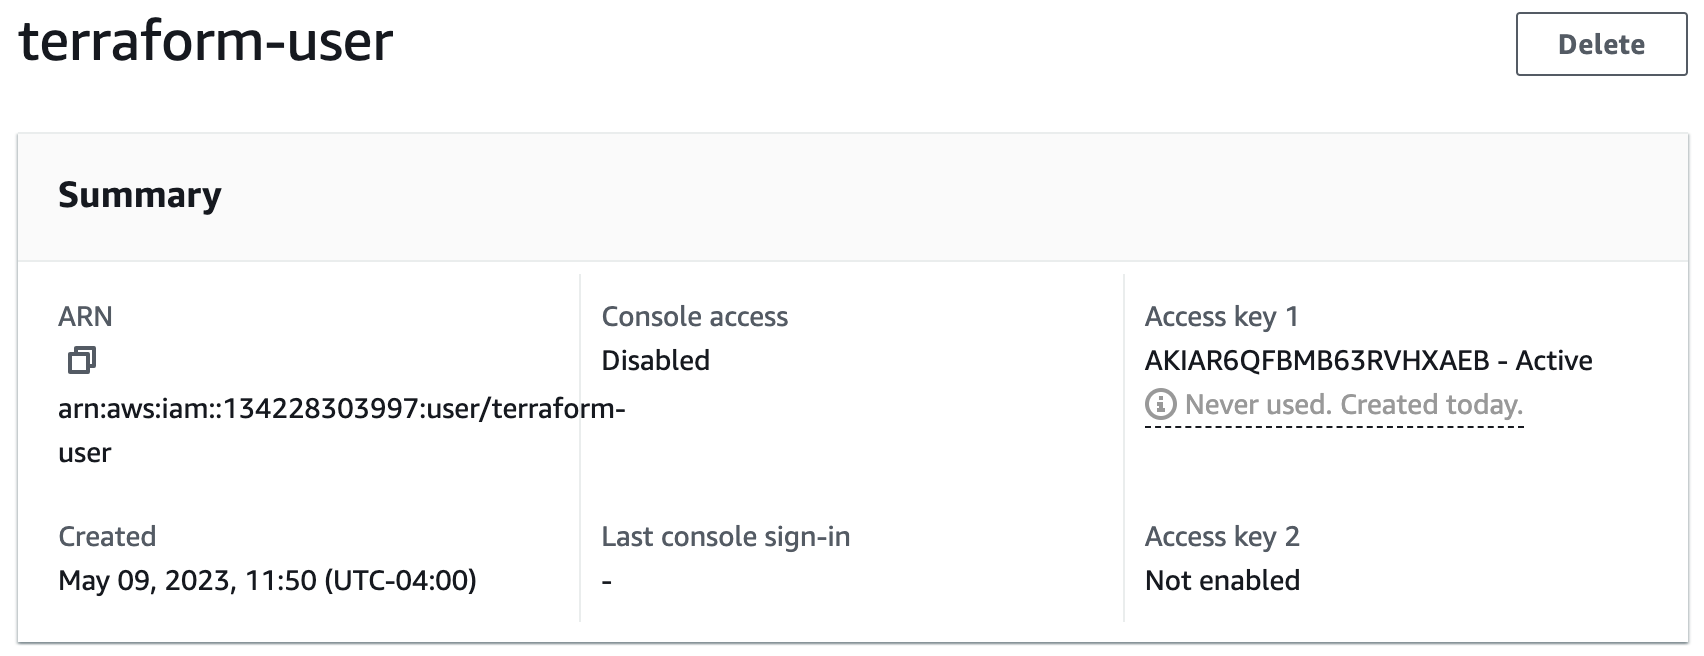 terraform-user
Delete
Summary
ARN
arn:aws:iam::134228303997:user/terraform-
user
Created
May 09, 2023, 11:50 (UTC-04:00)
Console access
Disabled
Last console sign-in
-
Access key 1
AKIAR6QFBMB63RVHXAEB - Active
Never used. Created today.
Access key 2
Not enabled